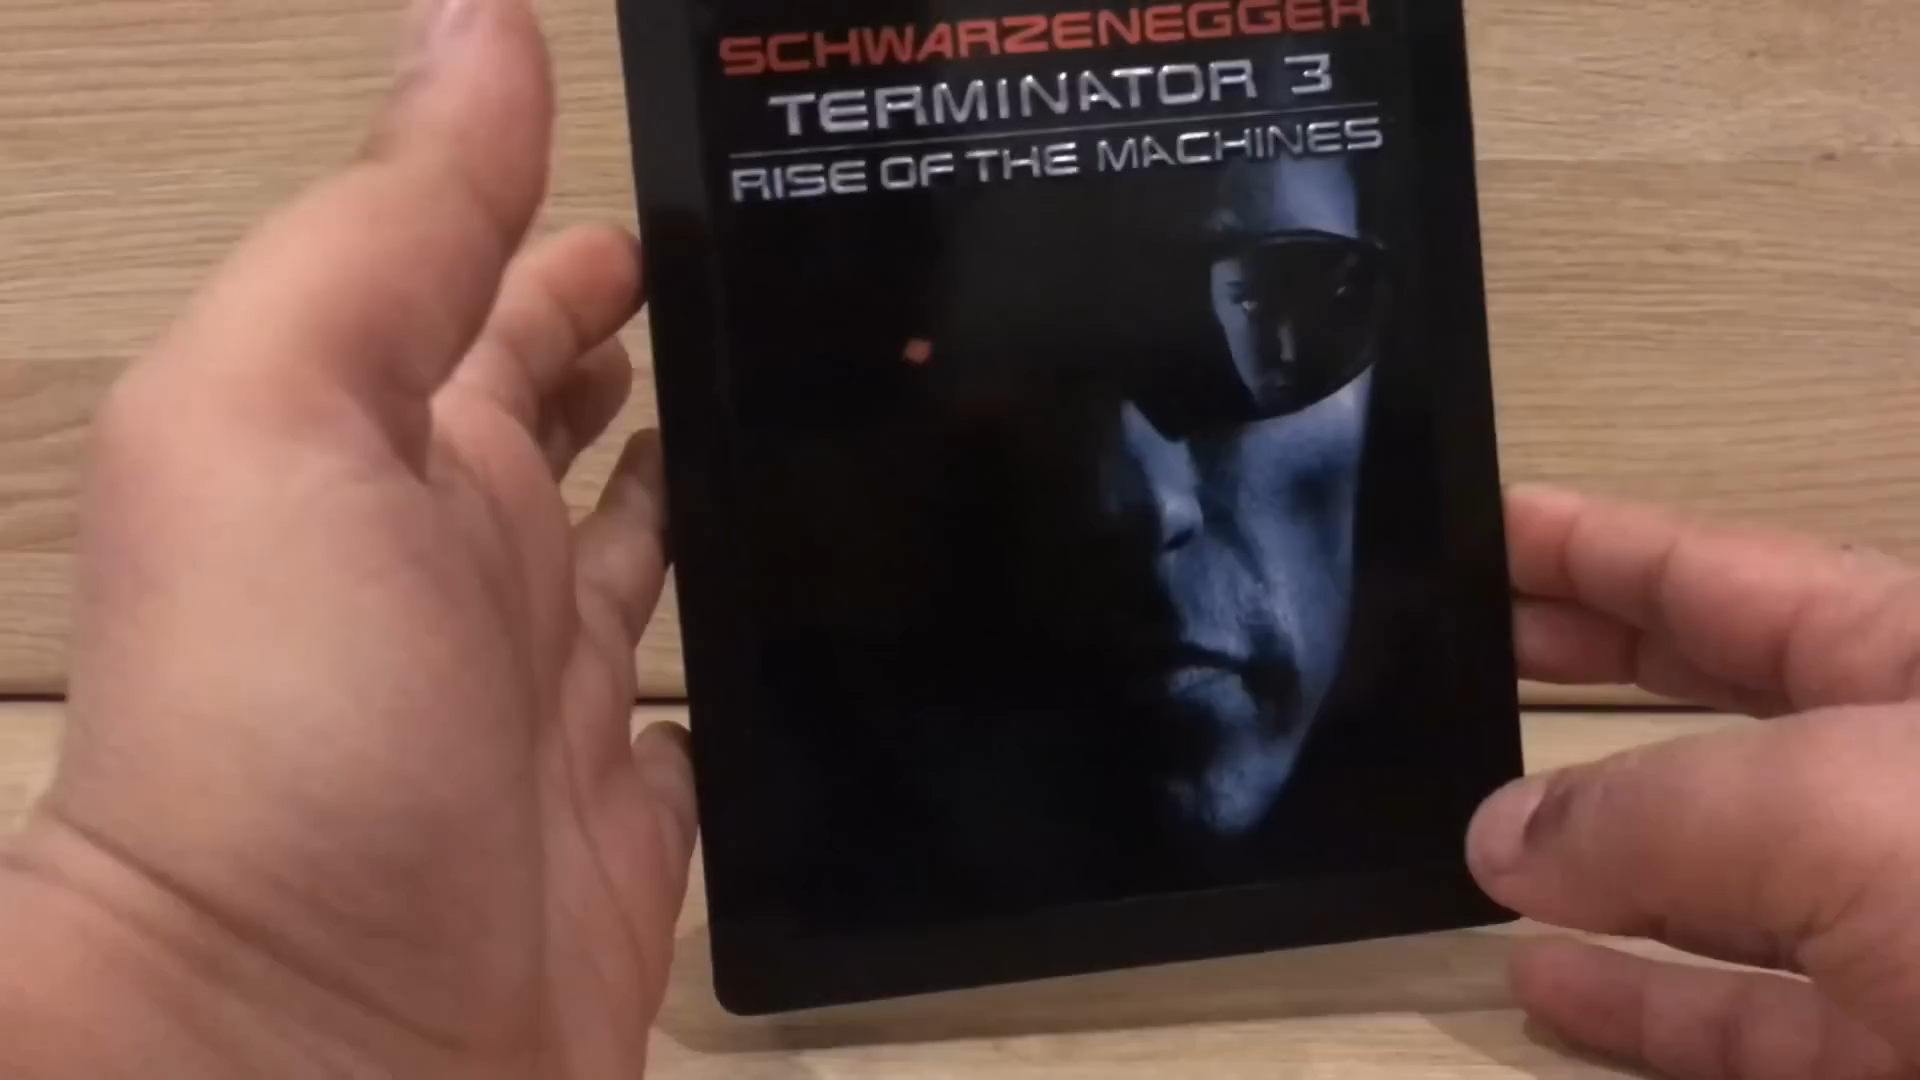 SCHWARZENEGGER
TERMINATOR 3
RISE OF THE MACHINES